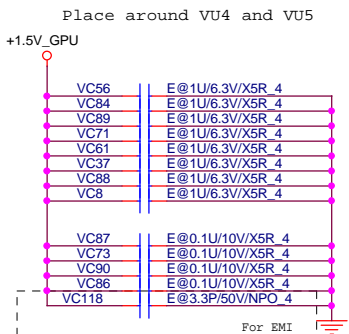 Place around VU4 and VU5
+1.5V_GPU
VC56 E@1U/6.3V/X5R_4
VC84 E@1U/6.3V/X5R_4
VC89 E@1U/6.3V/X5R_4
VC71 E@1U/6.3V/X5R_4
VC61 E@1U/6.3V/X5R_4
VC37 E@1U/6.3V/X5R_4
VC88 E@1U/6.3V/X5R_4
VC8 E@1U/6.3V/X5R_4
VC87 E@0.1U/10V/X5R_4
VC73 E@0.1U/10V/X5R_4
VC90 E@0.1U/10V/X5R_4
VC86 E@0.1U/10V/X5R_4
VC118 E@3.3P/50V/NPO_4
For EMI